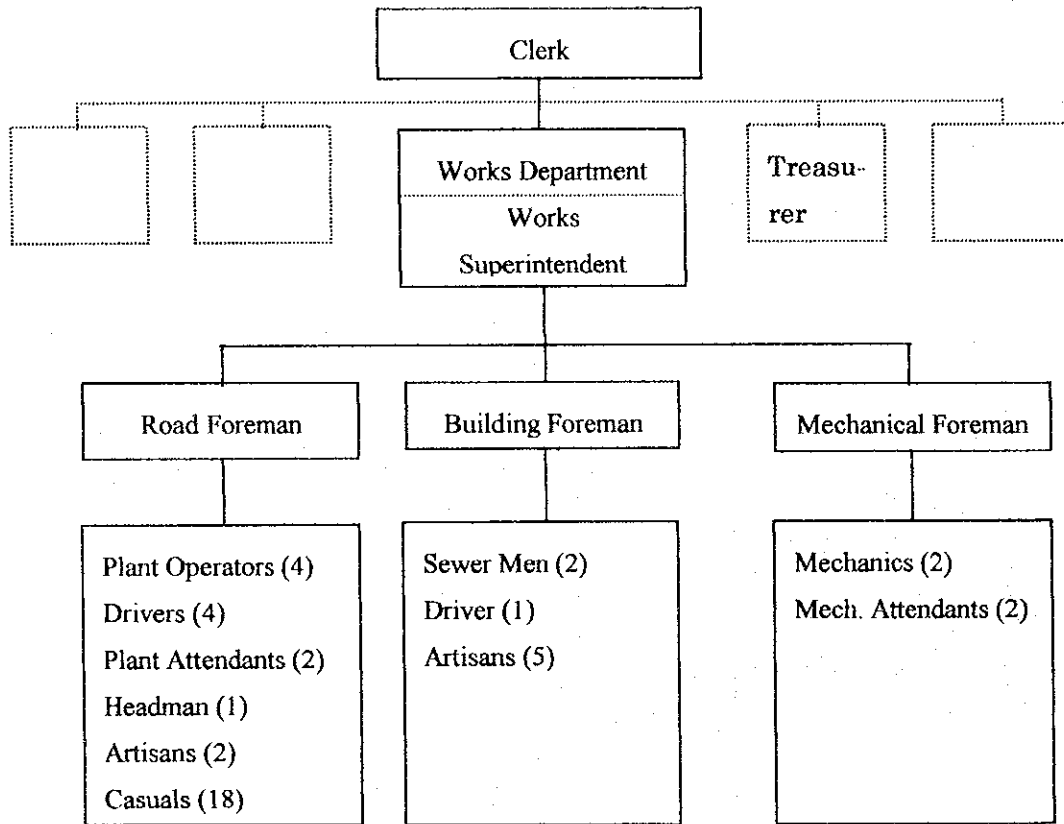 Clerk
Works Department
Works
Superintendent
Treasu-
rer
Road Foreman
Building Foreman
Mechanical Foreman
Plant Operators (4)
Drivers (4)
Plant Attendants (2)
Headman (1)
Artisans (2)
Casuals (18)
Sewer Men (2)
Driver (1)
Artisans (5)
Mechanics (2)
Mech. Attendants (2)